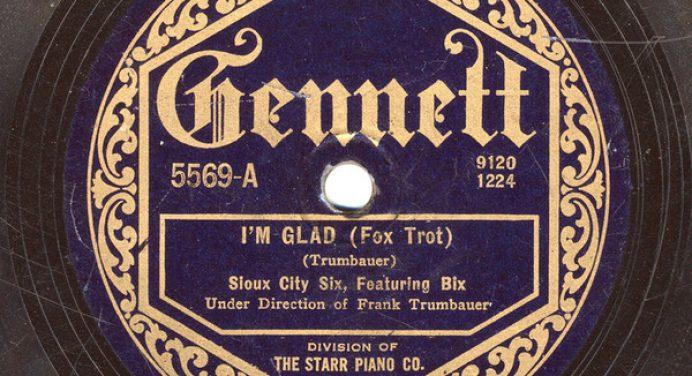 Gennett
5569-A
9120
1224
I'M GLAD (Fox Trot)
(Trumbauer)
Sioux City Six, Featuring Bix
Under Direction of Frank Trumbauer
DIVISION OF
THE STARR PIANO CO.